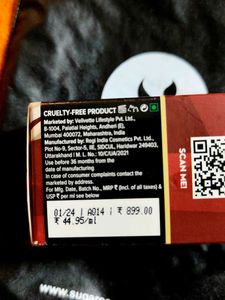 CRUELTY-FREE PRODUCT
Marketed by: Vellvette Lifestyle Pvt. Ltd.,
B-1004, Palatial Heights, Andheri (E),
Mumbai 400072, Maharashtra, India
Manufactured by: Regi India Cosmetics Pvt. Ltd.,
Plot No-9, Sector-5, IIE, SIDCUL, Haridwar 249403,
Uttarakhand | M. L. No.: 10/C/UA/2021
Use before 36 months from the
date of manufacturing
In case of consumer complaints contact the
marketer by address.
For Mfg. Date, Batch No., MRP ₹ (Incl. of all taxes) &
USP ₹ per ml see below
01/24 | A014 | ₹ 899.00
₹ 44.95/ml
SCAN ME!
www.sugar